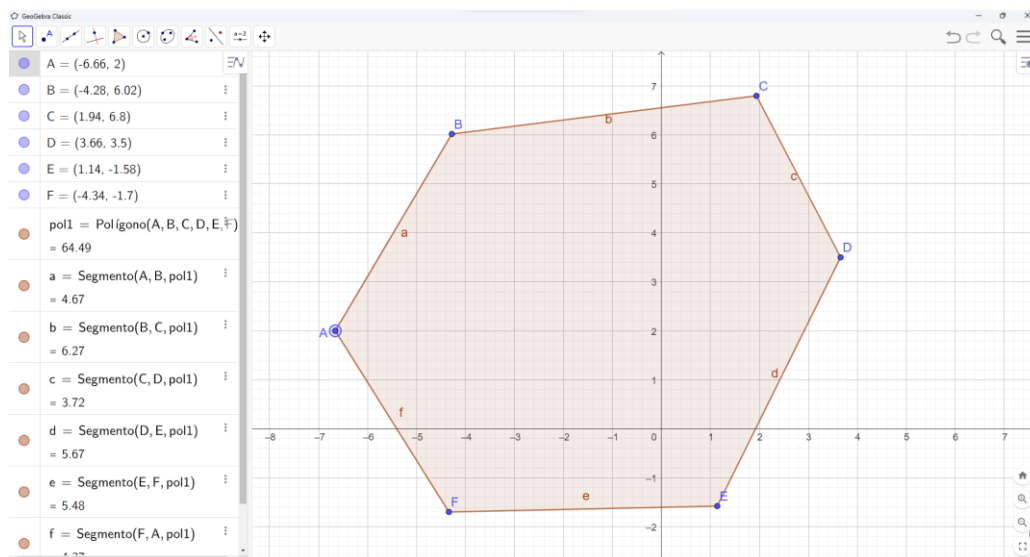 GeoGebra Classic
a=2
A = (-6.66, 2)
B = (-4.28, 6.02)
C = (1.94, 6.8)
D = (3.66, 3.5)
E = (1.14, -1.58)
F = (-4.34, -1.7)
pol1 = Polígono(A, B, C, D, E, F)
= 64.49
a = Segmento(A, B, pol1)
= 4.67
b = Segmento(B, C, pol1)
= 6.27
c = Segmento(C, D, pol1)
= 3.72
d = Segmento(D, E, pol1)
= 5.67
e = Segmento(E, F, pol1)
= 5.48
f = Segmento(F, A, pol1)
C
7
B
b
6
c
5
a
4
D
3
A
2
d
1
f
-8 -7 -6 -5 -4 -3 -2 -1 0 1 2 3 4 5 6 7
-1
F
e
E
-2